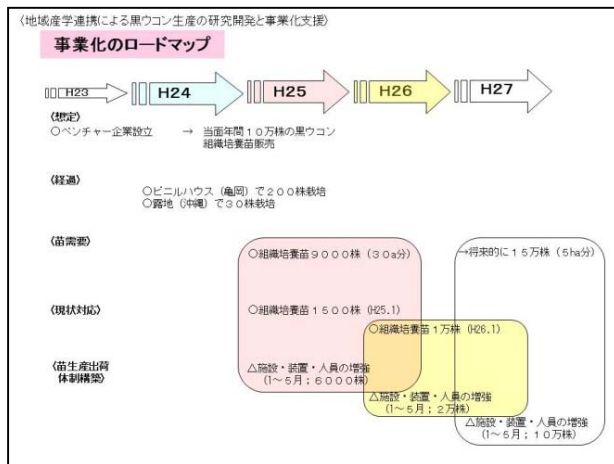 〈地域産学連携による黒ウコン生産の研究開発と事業化支援〉
事業化のロードマップ
H23
H24
H25
H26
H27
〈想定〉
○ベンチャー企業設立 → 当面年間１０万株の黒ウコン
組織培養苗販売
〈経過〉
○ビニルハウス（亀岡）で２００株栽培
○露地（沖縄）で３０株栽培
〈苗需要〉
○組織培養苗９０００株（３０a分）
→将来的に１５万株（５ha分）
〈現状対応〉
○組織培養苗１５００株（H25.1）
○組織培養苗１万株（H26.1）
〈苗生産出荷
体制構築〉
△施設・装置・人員の増強
（1～５月；６０００株）
△施設・装置・人員の増強
（1～５月；２万株）
△施設・装置・人員の増強
（1～５月；１０万株）